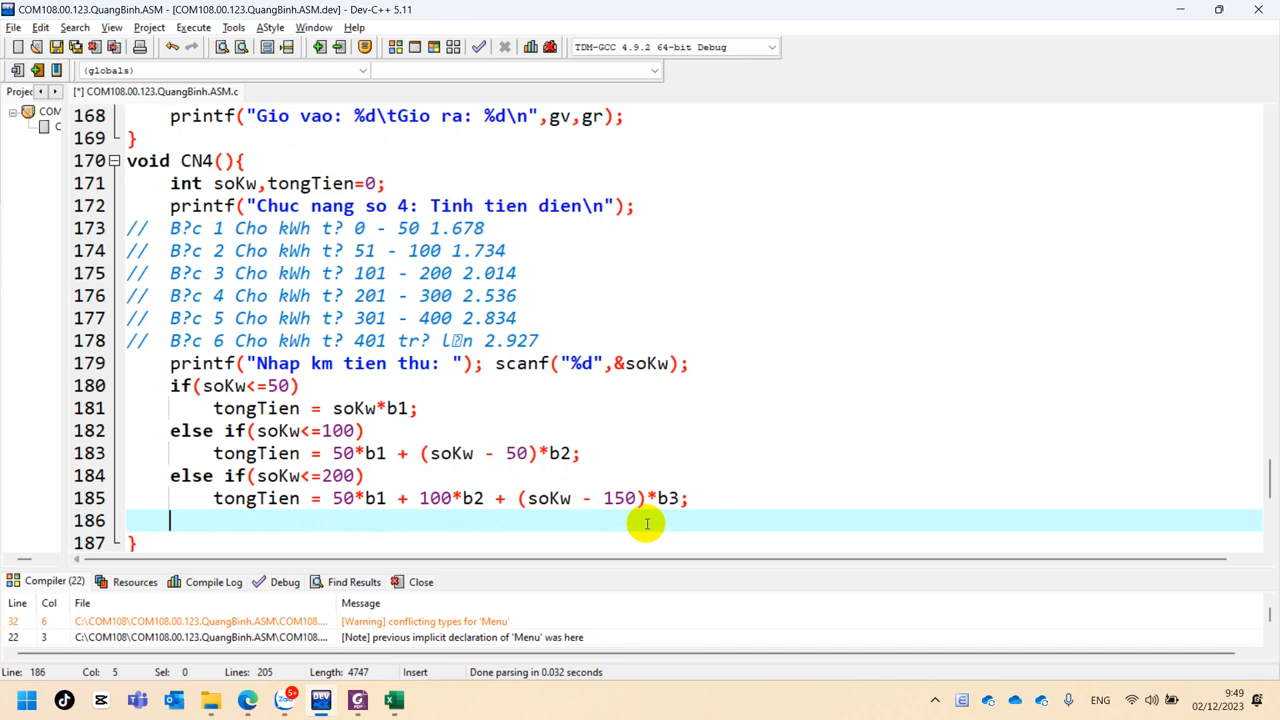 COM108.00.123.QuangBinh.ASM - [COM108.00.123.QuangBinh.ASM.dev] - Dev-C++ 5.11
File Edit Search View Project Execute Tools AStyle Window Help
TDM-GCC 4.9.2 64-bit Debug
(globals)
Projec
[*] COM108.00.123.QuangBinh.ASM.c
COM
C
168 printf("Gio vao: %d\tGio ra: %d\n",gv,gr);
169 }
170 void CN4(){
171 int soKw,tongTien=0;
172 printf("Chuc nang so 4: Tinh tien dien\n");
173 // B?c 1 Cho kWh t? 0 - 50 1.678
174 // B?c 2 Cho kWh t? 51 - 100 1.734
175 // B?c 3 Cho kWh t? 101 - 200 2.014
176 // B?c 4 Cho kWh t? 201 - 300 2.536
177 // B?c 5 Cho kWh t? 301 - 400 2.834
178 // B?c 6 Cho kWh t? 401 tr? l n 2.927
179 printf("Nhap km tien thu: "); scanf("%d",&soKw);
180 if(soKw<=50)
181 tongTien = soKw*b1;
182 else if(soKw<=100)
183 tongTien = 50*b1 + (soKw - 50)*b2;
184 else if(soKw<=200)
185 tongTien = 50*b1 + 100*b2 + (soKw - 150)*b3;
186
187 }
Compiler (22) Resources Compile Log Debug Find Results Close
Line Col File Message
32 6 C:\COM108\COM108.00.123.QuangBinh.ASM\COM108.... [Warning] conflicting types for 'Menu'
22 3 C:\COM108\COM108.00.123.QuangBinh.ASM\COM108.... [Note] previous implicit declaration of 'Menu' was here
Line: 186 Col: 5 Sel: 0 Lines: 205 Length: 4747 Insert Done parsing in 0.032 seconds
5+
Zalo
DEV
PDF
ENG
9:49
02/12/2023